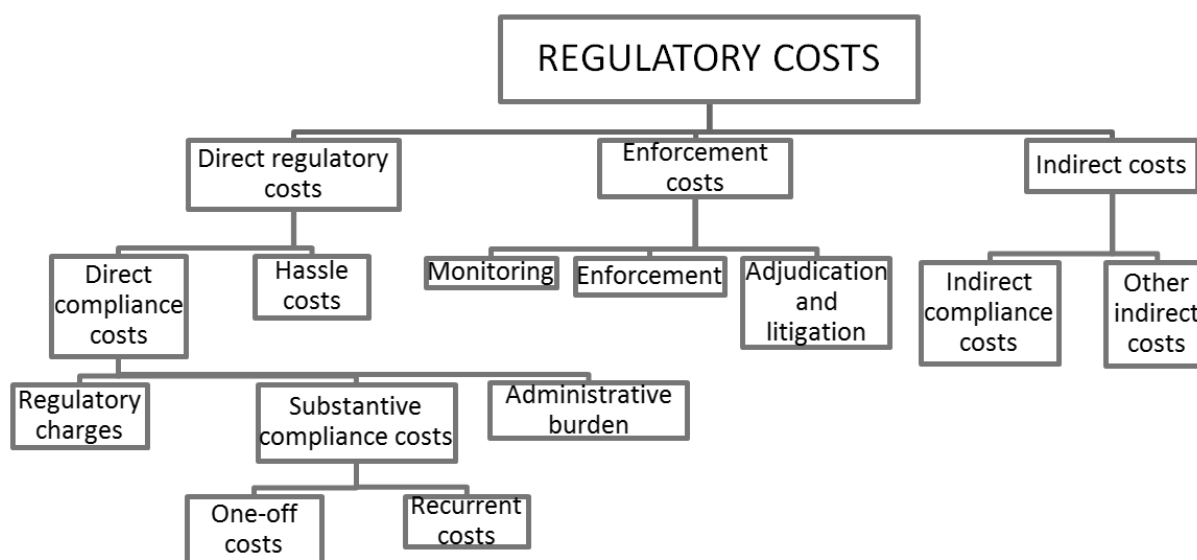 REGULATORY COSTS
Direct regulatory
costs
Enforcement
costs
Indirect costs
Direct
compliance
costs
Hassle
costs
Monitoring
Enforcement
Adjudication
and
litigation
Indirect
compliance
costs
Other
indirect
costs
Regulatory
charges
Substantive
compliance costs
Administrative
burden
One-off
costs
Recurrent
costs